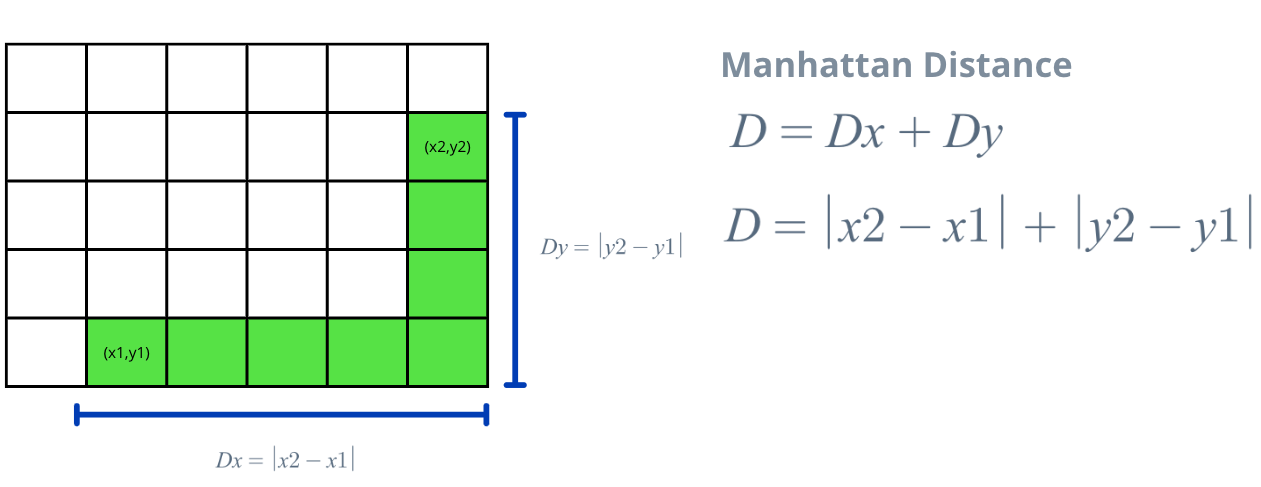 Manhattan Distance
D = Dx + Dy
D = |x2 − x1| + |y2 − y1|
(x2,y2)
Dy = |y2 − y1|
(x1,y1)
Dx = |x2 − x1|